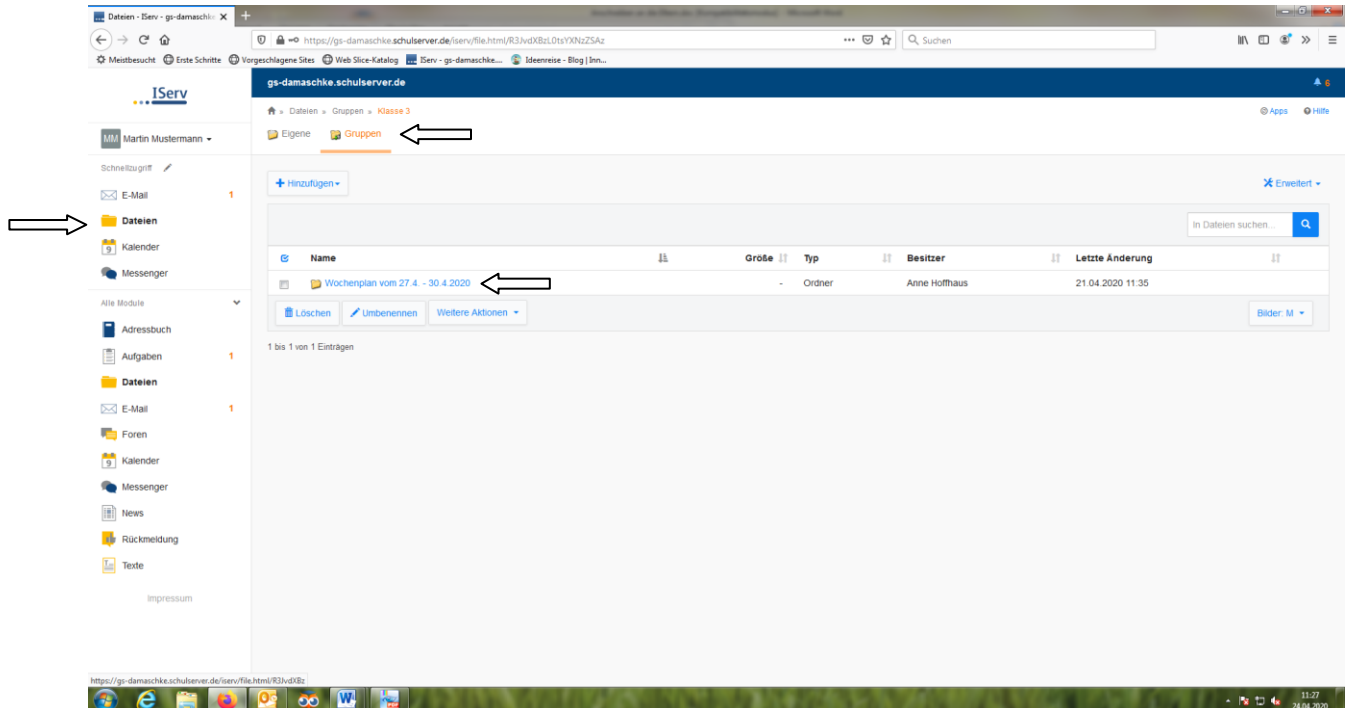 Dateien - IServ - gs-damaschke
https://gs-damaschke.schulserver.de/iserv/file.html/R3JvdXBzL0tsYXNzZSAz
Suchen
Meistbesucht Erste Schritte Vorgeschlagene Sites Web Slice-Katalog IServ - gs-damaschke.... Ideenreise - Blog | Inn...
IServ
gs-damaschke.schulserver.de
6
Dateien » Gruppen » Klasse 3
Apps Hilfe
Eigene Gruppen
MM Martin Mustermann
Schnellzugriff
E-Mail 1
Dateien
Kalender
Messenger
Alle Module
Adressbuch
Aufgaben 1
Dateien
E-Mail 1
Foren
Kalender
Messenger
News
Rückmeldung
Texte
Impressum
+ Hinzufügen
Erweitert
In Dateien suchen...
Name Größe Typ Besitzer Letzte Änderung
Wochenplan vom 27.4. - 30.4.2020 - Ordner Anne Hoffhaus 21.04.2020 11:35
Löschen Umbenennen Weitere Aktionen
Bilder: M
1 bis 1 von 1 Einträgen
https://gs-damaschke.schulserver.de/iserv/file.html/R3JvdXBz
11:27
24.04.2020